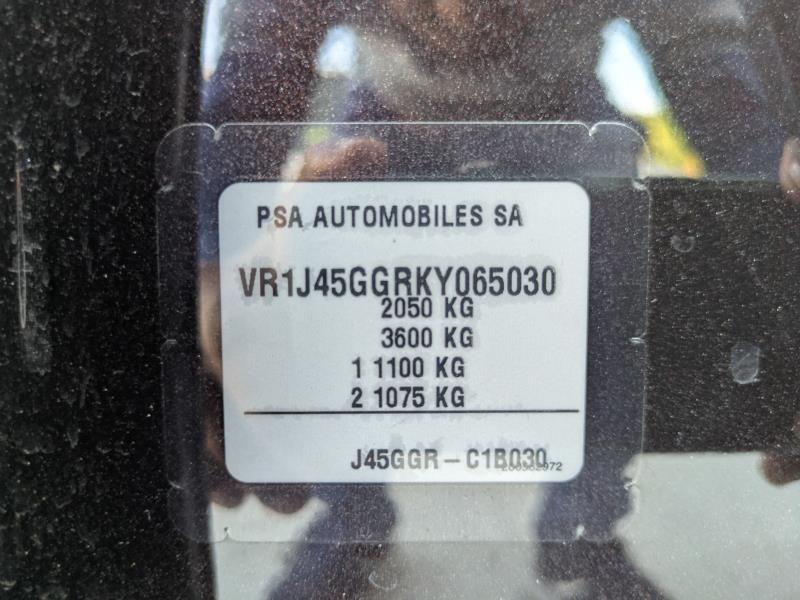 PSA AUTOMOBILES SA
VR1J45GGRKY065030
2050 KG
3600 KG
1 1100 KG
2 1075 KG
J45GGR – C1B030